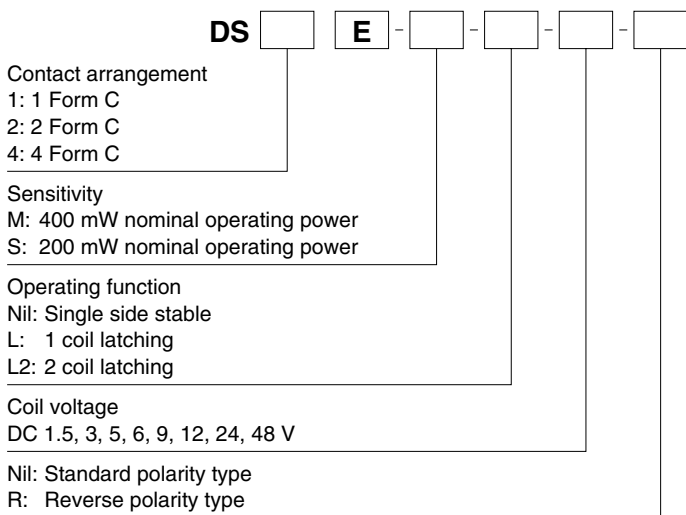 DS E - - - -
Contact arrangement
1: 1 Form C
2: 2 Form C
4: 4 Form C
Sensitivity
M: 400 mW nominal operating power
S: 200 mW nominal operating power
Operating function
Nil: Single side stable
L: 1 coil latching
L2: 2 coil latching
Coil voltage
DC 1.5, 3, 5, 6, 9, 12, 24, 48 V
Nil: Standard polarity type
R: Reverse polarity type